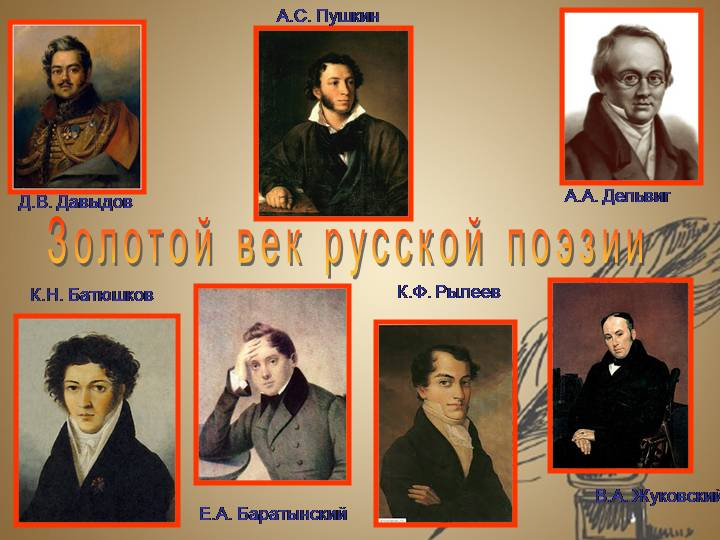 А.С. Пушкин
Д.В. Давыдов
А.А. Дельвиг
Золотой век русской поэзии
К.Н. Батюшков
К.Ф. Рылеев
Е.А. Баратынский
В.А. Жуковский